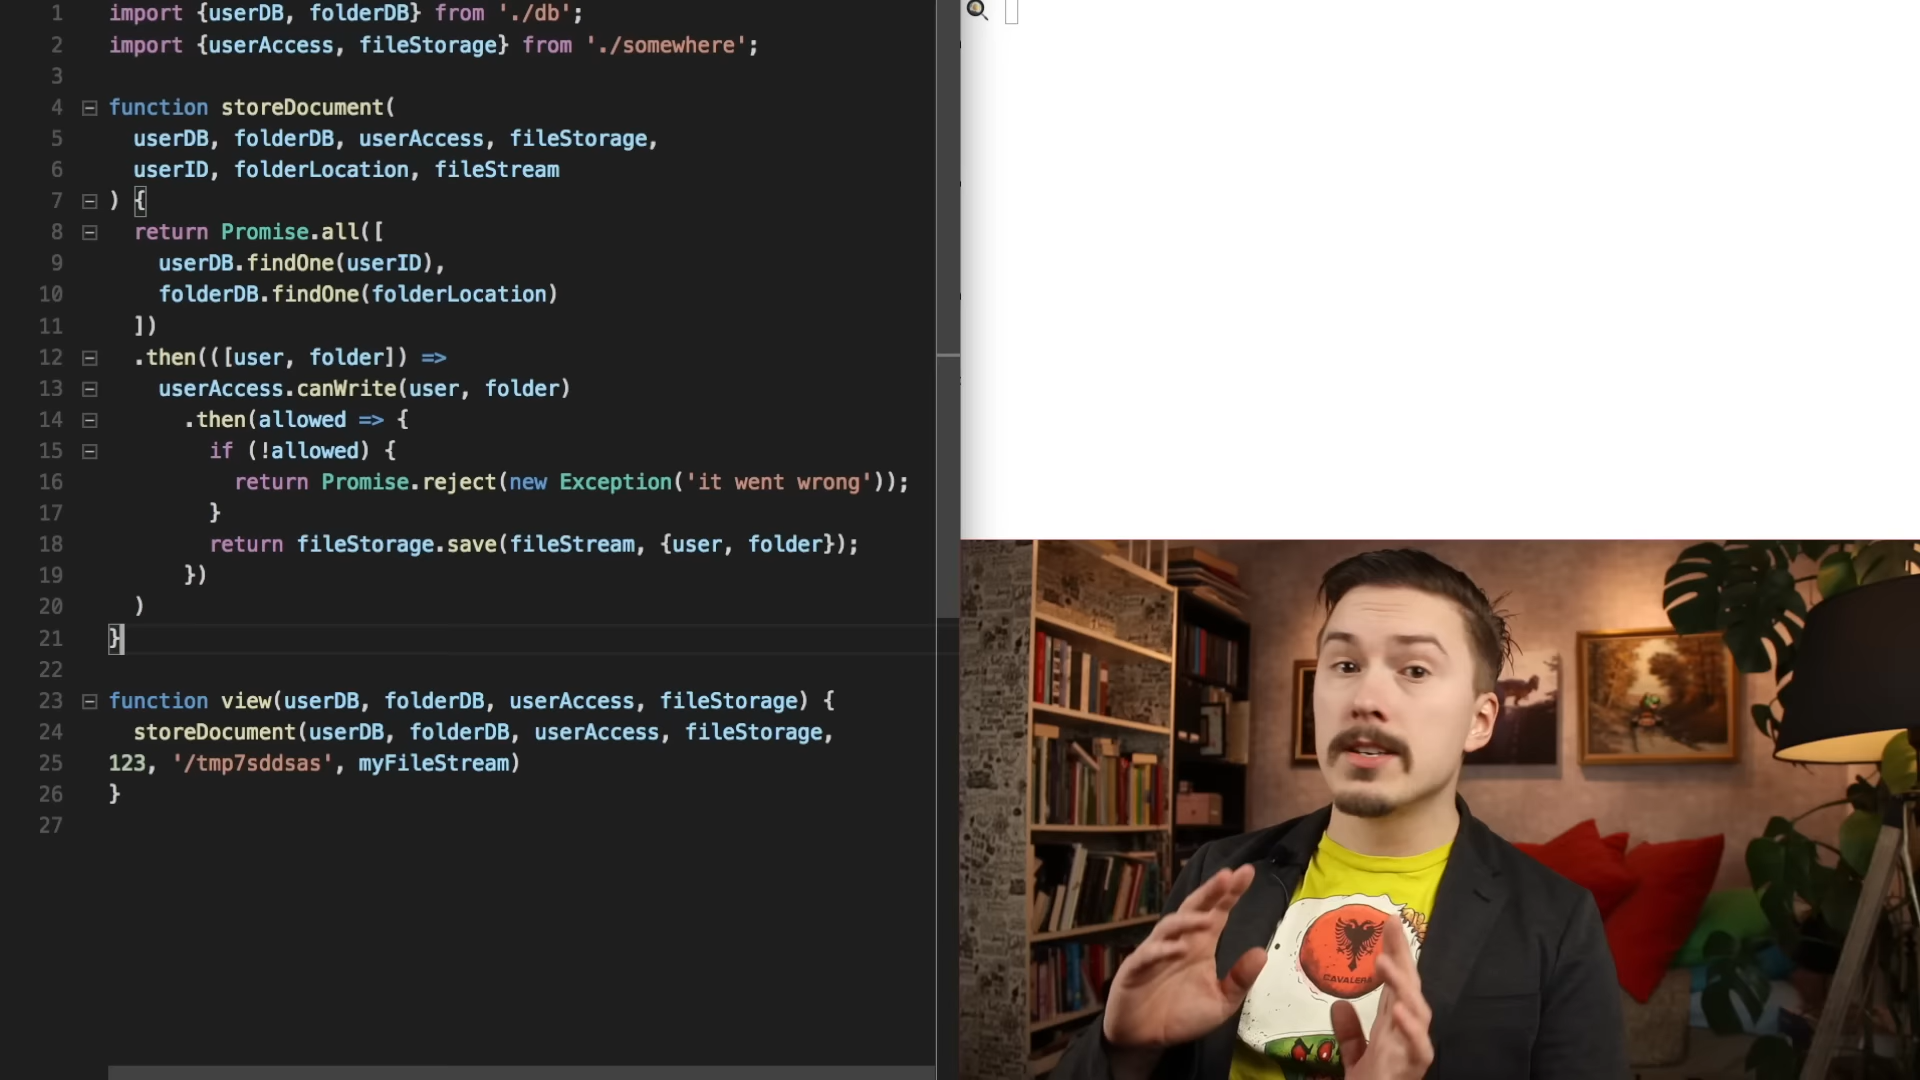 1 import {userDB, folderDB} from './db';
2 import {userAccess, fileStorage} from './somewhere';
3
4 function storeDocument(
5 userDB, folderDB, userAccess, fileStorage,
6 userID, folderLocation, fileStream
7 ) {
8 return Promise.all([
9 userDB.findOne(userID),
10 folderDB.findOne(folderLocation)
11 ])
12 .then(([user, folder]) =>
13 userAccess.canWrite(user, folder)
14 .then(allowed => {
15 if (!allowed) {
16 return Promise.reject(new Exception('it went wrong'));
17 }
18 return fileStorage.save(fileStream, {user, folder});
19 })
20 )
21 }
22
23 function view(userDB, folderDB, userAccess, fileStorage) {
24 storeDocument(userDB, folderDB, userAccess, fileStorage,
25 123, '/tmp7sddsas', myFileStream)
26 }
27
CAVALERA